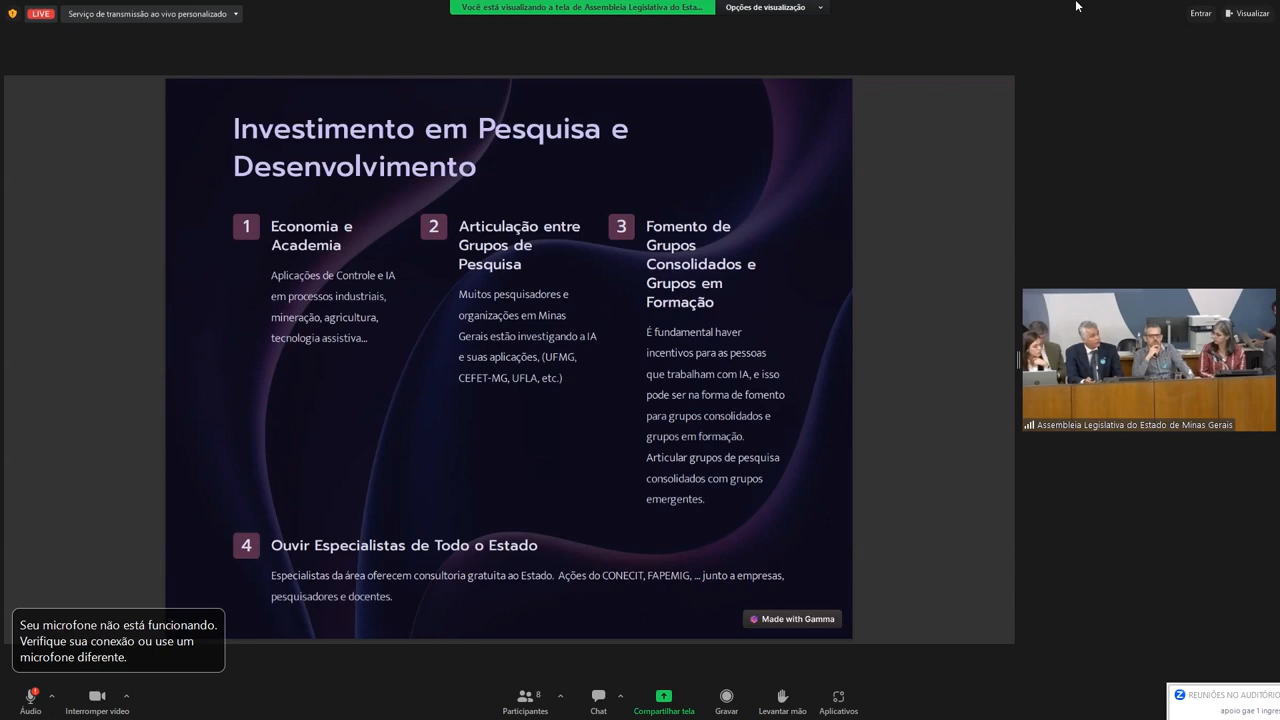 LIVE
Serviço de transmissão ao vivo personalizado
Você está visualizando a tela de Assembleia Legislativa do Esta...
Opções de visualização
Entrar
Visualizar
Investimento em Pesquisa e
Desenvolvimento
1
Economia e
Academia
Aplicações de Controle e IA
em processos industriais,
mineração, agricultura,
tecnologia assistiva...
2
Articulação entre
Grupos de
Pesquisa
Muitos pesquisadores e
organizações em Minas
Gerais estão investigando a IA
e suas aplicações, (UFMG,
CEFET-MG, UFLA, etc.)
3
Fomento de
Grupos
Consolidados e
Grupos em
Formação
É fundamental haver
incentivos para as pessoas
que trabalham com IA, e isso
pode ser na forma de fomento
para grupos consolidados e
grupos em formação.
Articular grupos de pesquisa
consolidados com grupos
emergentes.
4
Ouvir Especialistas de Todo o Estado
Especialistas da área oferecem consultoria gratuita ao Estado. Ações do CONECIT, FAPEMIG, ... junto a empresas,
pesquisadores e docentes.
Made with Gamma
Assembleia Legislativa do Estado de Minas Gerais
Seu microfone não está funcionando.
Verifique sua conexão ou use um
microfone diferente.
Áudio
Interromper vídeo
Participantes
8
Chat
Compartilhar tela
Gravar
Levantar mão
Aplicativos
REUNIÕES NO AUDITÓRIO
apoio gae 1 ingres